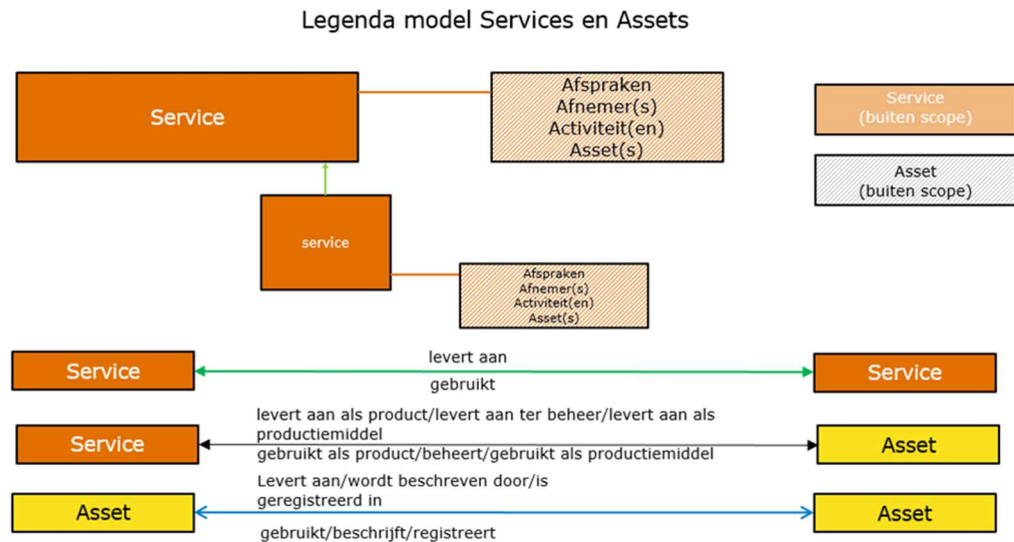 Legenda model Services en Assets
Service
Afspraken
Afnemer(s)
Activiteit(en)
Asset(s)
Service
(buiten scope)
Asset
(buiten scope)
service
Afspraken
Afnemer(s)
Activiteit(en)
Asset(s)
Service
levert aan
gebruikt
Service
Service
levert aan als product/levert aan ter beheer/levert aan als
productiemiddel
gebruikt als product/beheert/gebruikt als productiemiddel
Asset
Asset
Levert aan/wordt beschreven door/is
geregistreerd in
gebruikt/beschrijft/registreert
Asset